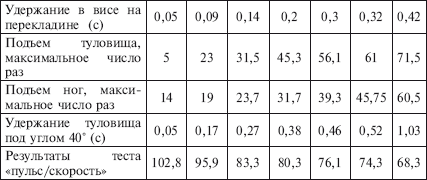 Удержание в висе на 0,05 0,09 0,14 0,2 0,3 0,32 0,42
перекладине (с)
Подъем туловища, 5 23 31,5 45,3 56,1 61 71,5
максимальное число
раз
Подъем ног, макси- 14 19 23,7 31,7 39,3 45,75 60,5
мальное число раз
Удержание туловища 0,05 0,17 0,27 0,38 0,46 0,52 1,03
под углом 40° (с)
Результаты теста 102,8 95,9 83,3 80,3 76,1 74,3 68,3
«пульс/скорость»